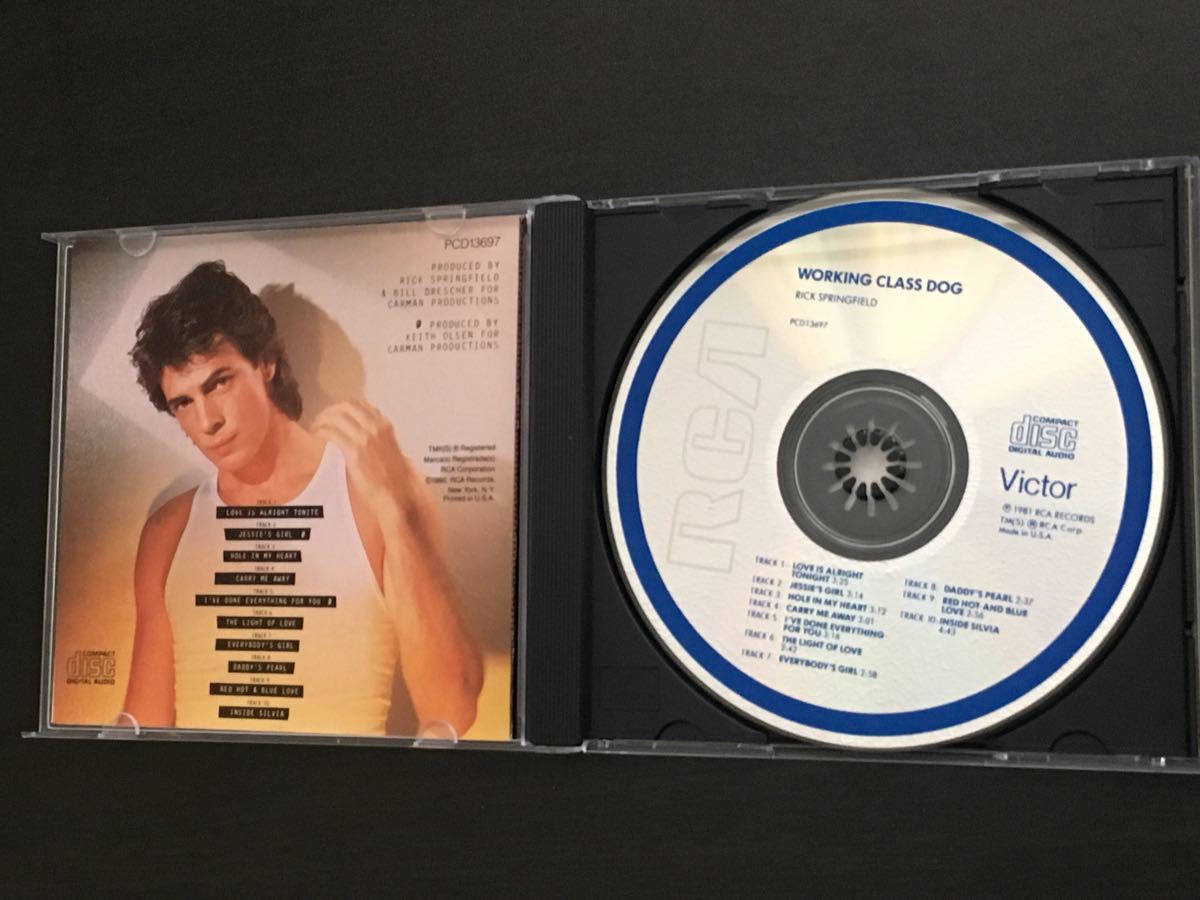 PCD13697
PRODUCED BY
RICK SPRINGFIELD
& BILL DRESCHER FOR
CARMAN PRODUCTIONS
Ø PRODUCED BY
KEITH OLSEN FOR
CARMAN PRODUCTIONS
TMK(S) ® Registered
Marca(s) Registrada(s)
RCA Corporation
RCA Records,
New York, N.Y.
Printed in U.S.A.
TRACK 1
LOVE IS ALRIGHT TONITE
TRACK 2
JESSIE'S GIRL Ø
TRACK 3
HOLE IN MY HEART
TRACK 4
CARRY ME AWAY
TRACK 5
I'VE DONE EVERYTHING FOR YOU Ø
TRACK 6
THE LIGHT OF LOVE
TRACK 7
EVERYBODY'S GIRL
TRACK 8
DADDY'S PEARL
TRACK 9
RED HOT & BLUE LOVE
TRACK 10
INSIDE SILVIA
COMPACT
disc
DIGITAL AUDIO
WORKING CLASS DOG
RICK SPRINGFIELD
PCD13697
RCA
COMPACT
disc
DIGITAL AUDIO
Victor
℗ 1981 RCA RECORDS
TM(S) ® RCA Corp.
Made in U.S.A.
TRACK 1. LOVE IS ALRIGHT
TONIGHT 3:25
TRACK 2. JESSIE'S GIRL 3:14
TRACK 3. HOLE IN MY HEART 3:12
TRACK 4. CARRY ME AWAY 3:01
TRACK 5. I'VE DONE EVERYTHING
FOR YOU 3:16
TRACK 6. THE LIGHT OF LOVE
2:42
TRACK 7. EVERYBODY'S GIRL 2:58
TRACK 8. DADDY'S PEARL 2:37
TRACK 9. RED HOT AND BLUE
LOVE 2:56
TRACK 10. INSIDE SILVIA
4:43